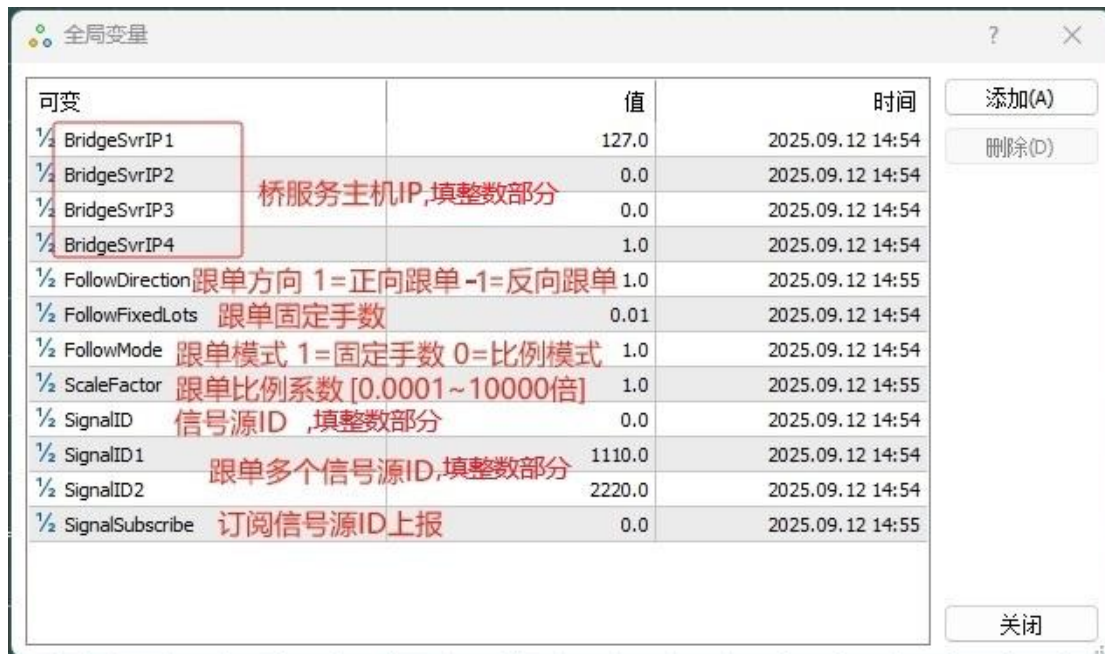 全局变量
可变 值 时间 添加(A)
BridgeSvrIP1 127.0 2025.09.12 14:54 删除(D)
BridgeSvrIP2 0.0 2025.09.12 14:54
桥服务主机IP,填整数部分
BridgeSvrIP3 0.0 2025.09.12 14:54
BridgeSvrIP4 1.0 2025.09.12 14:54
FollowDirection 跟单方向 1=正向跟单 -1=反向跟单 1.0 2025.09.12 14:55
FollowFixedLots 跟单固定手数 0.01 2025.09.12 14:54
FollowMode 跟单模式 1=固定手数 0=比例模式 1.0 2025.09.12 14:54
ScaleFactor 跟单比例系数 [0.0001~10000倍] 1.0 2025.09.12 14:55
SignalID 信号源ID ,填整数部分 0.0 2025.09.12 14:54
SignalID1 1110.0 2025.09.12 14:54
跟单多个信号源ID,填整数部分
SignalID2 2220.0 2025.09.12 14:54
SignalSubscribe 订阅信号源ID上报 0.0 2025.09.12 14:55
关闭